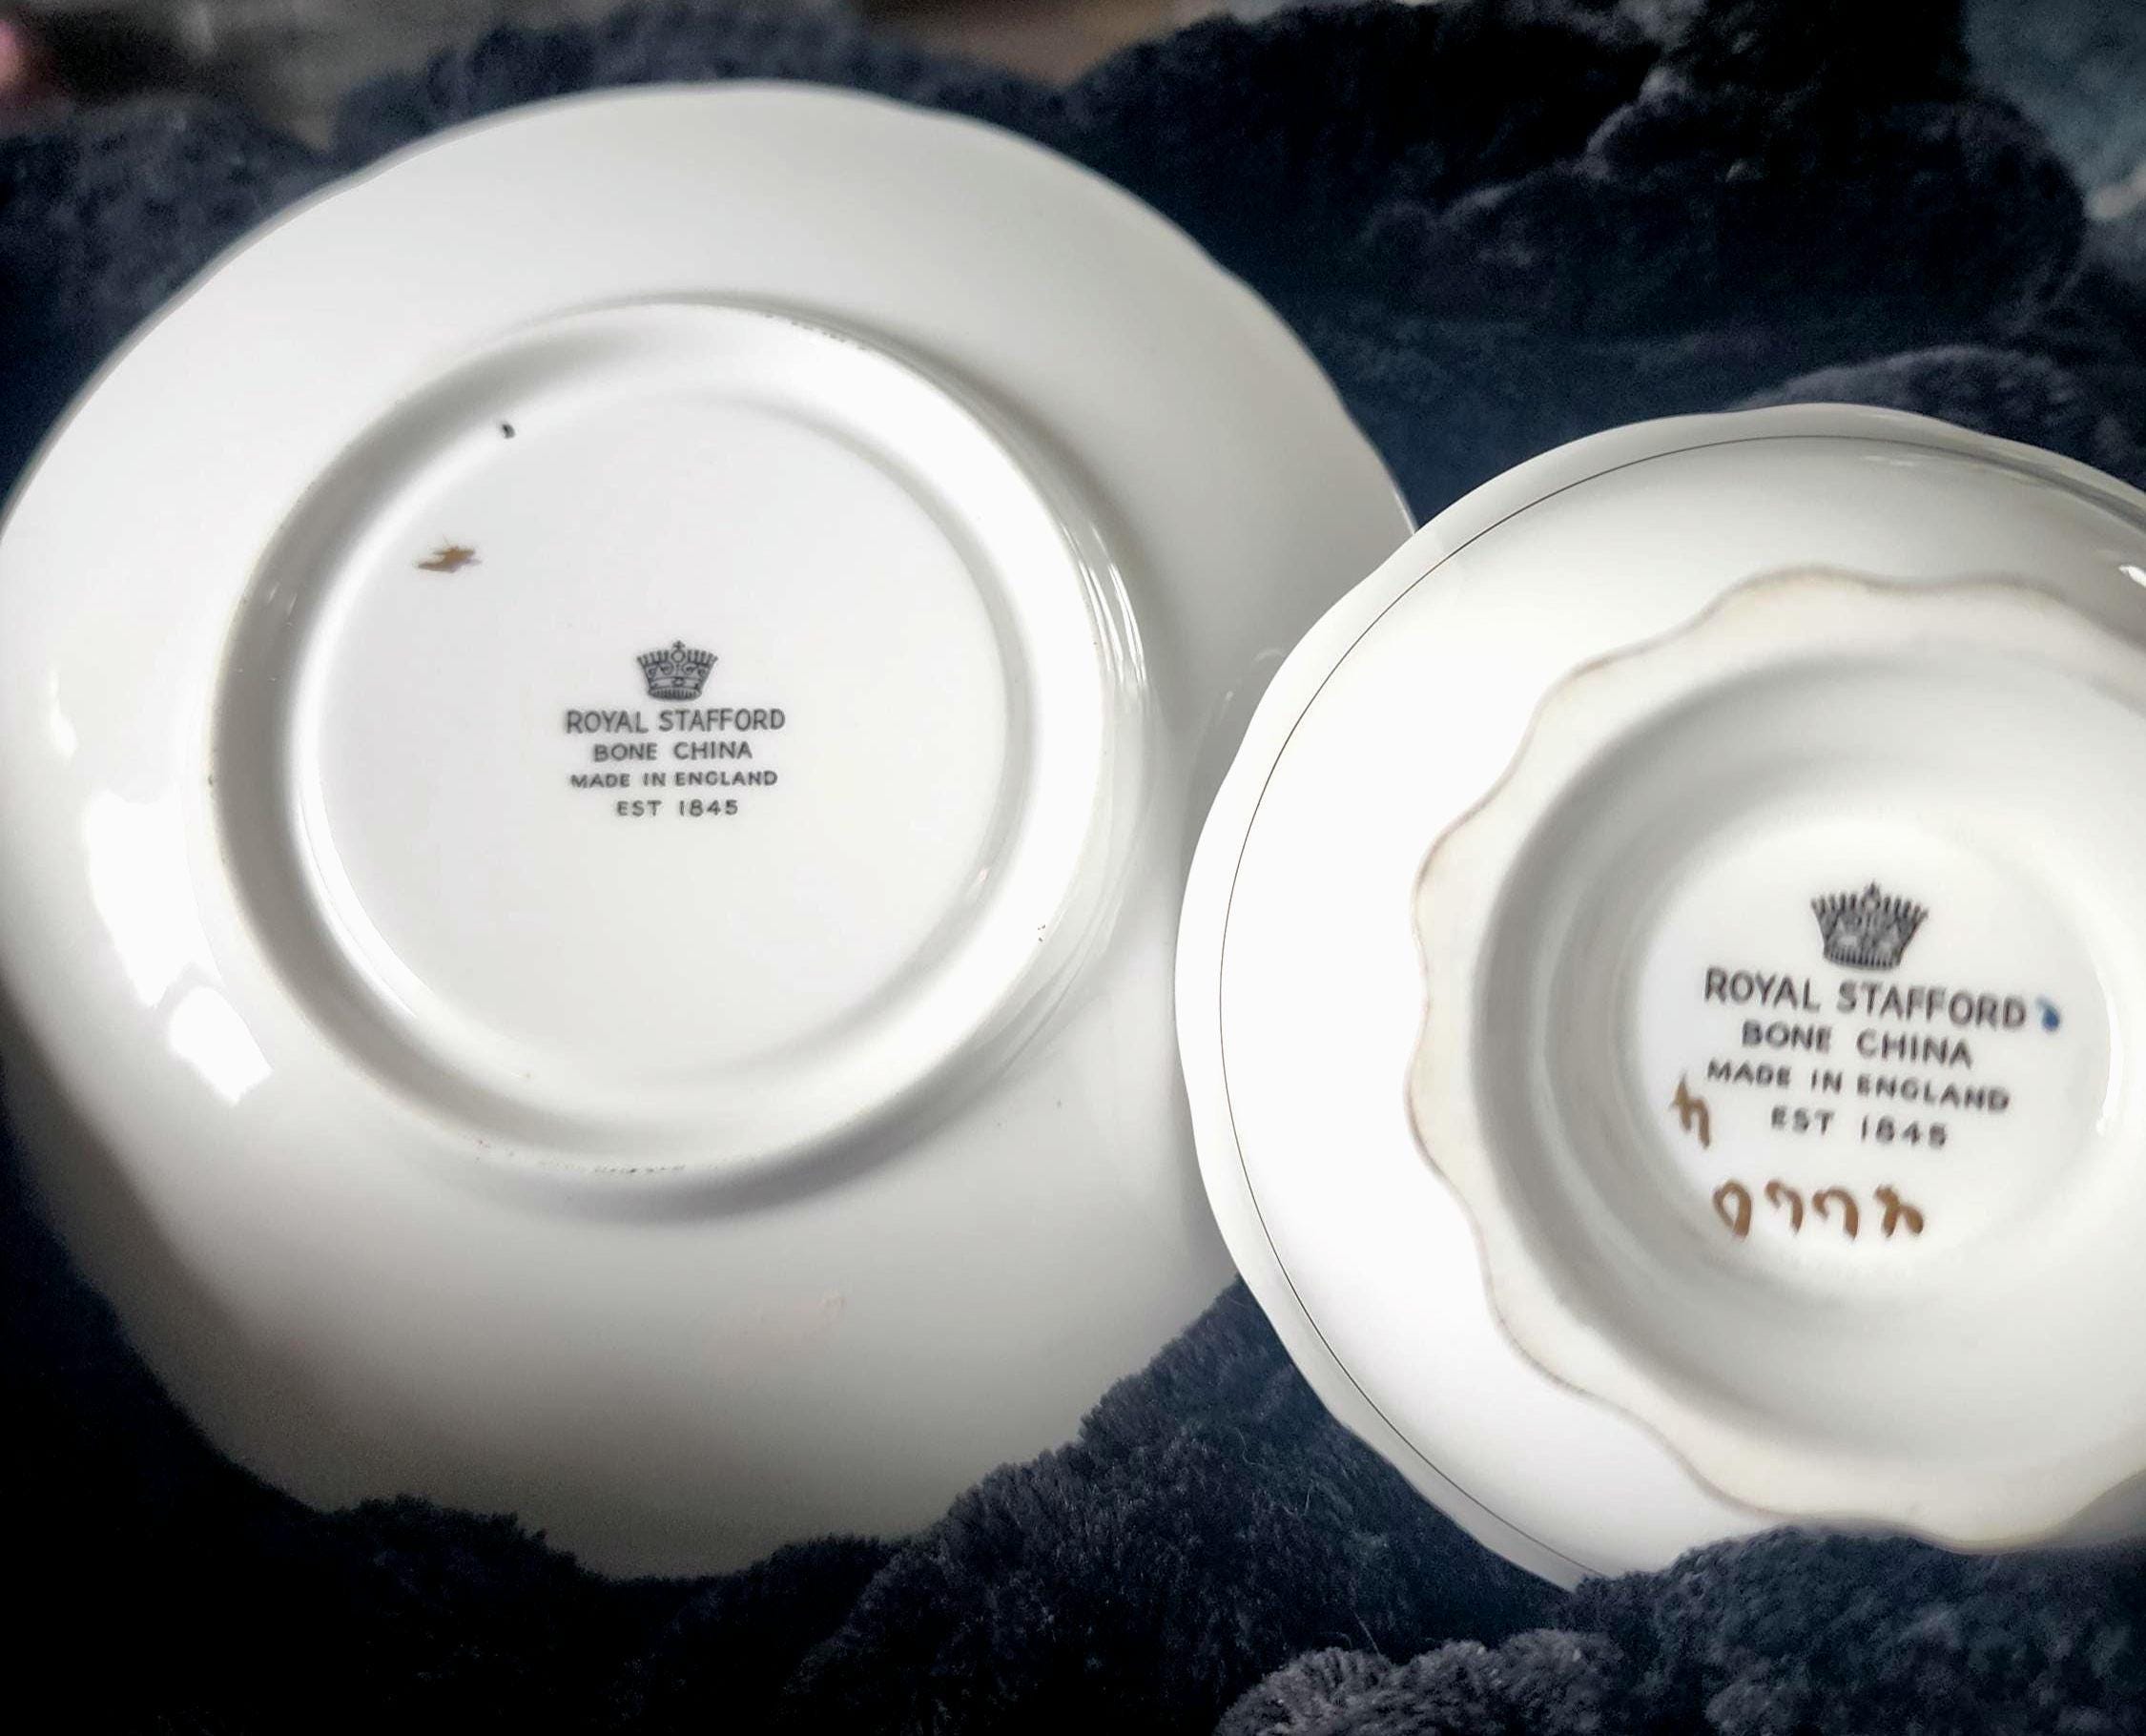 ROYAL STAFFORD
BONE CHINA
MADE IN ENGLAND
EST 1845
ROYAL STAFFORD
BONE CHINA
MADE IN ENGLAND
EST 1845